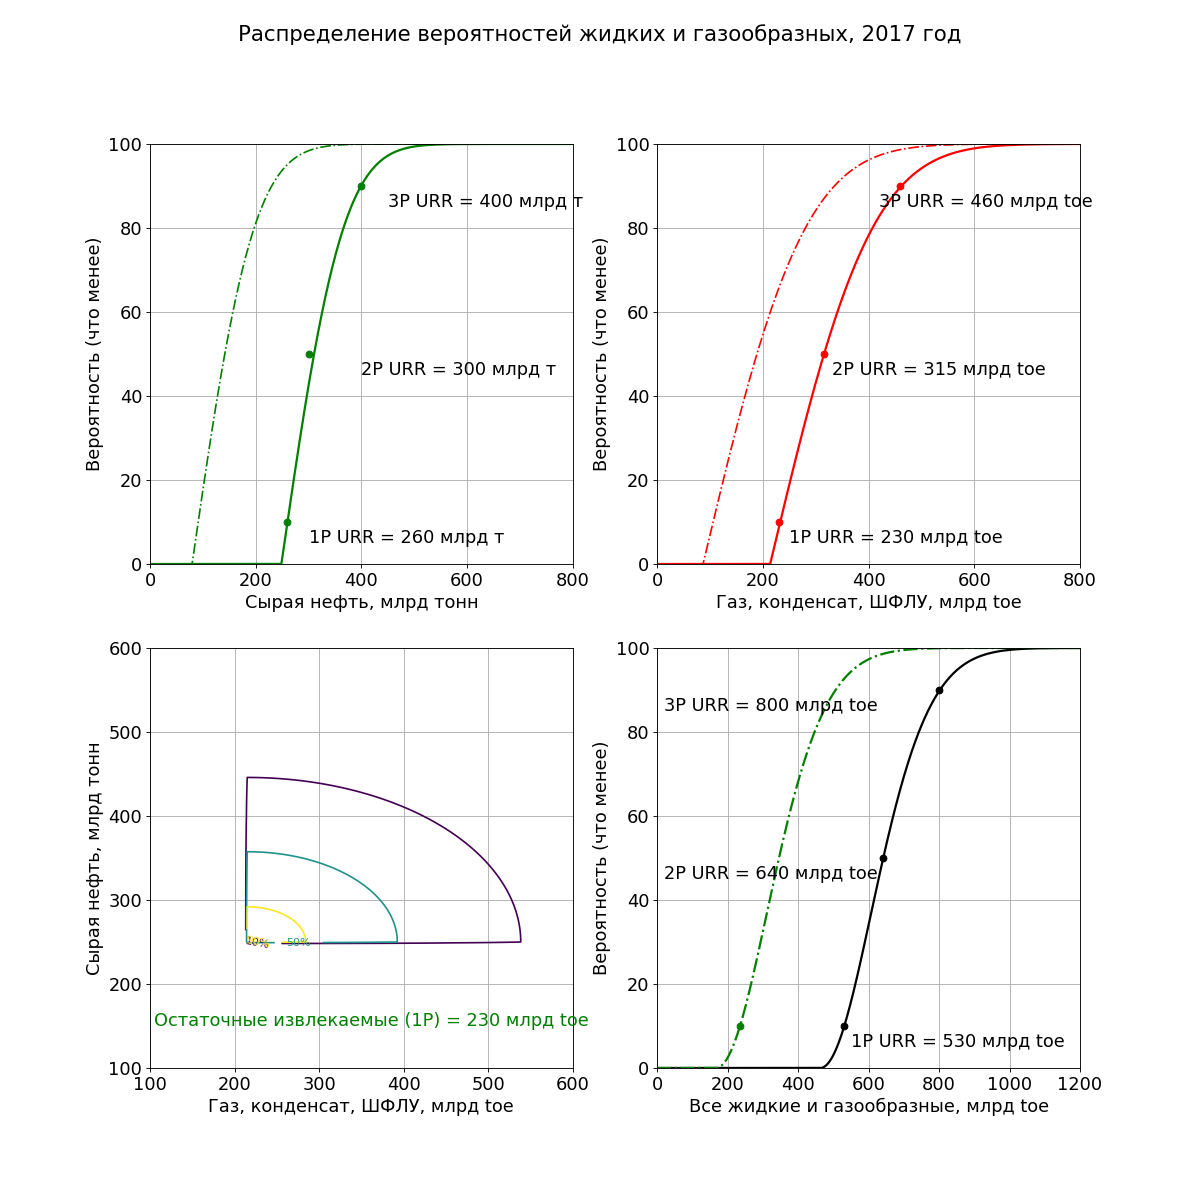 Распределение вероятностей жидких и газообразных, 2017 год
100
80
60
40
20
0
Вероятность (что менее)
3P URR = 400 млрд т
2P URR = 300 млрд т
1P URR = 260 млрд т
0 200 400 600 800
Сырая нефть, млрд тонн
100
80
60
40
20
0
Вероятность (что менее)
3P URR = 460 млрд toe
2P URR = 315 млрд toe
1P URR = 230 млрд toe
0 200 400 600 800
Газ, конденсат, ШФЛУ, млрд toe
600
500
400
300
200
100
Сырая нефть, млрд тонн
50%
Остаточные извлекаемые (1P) = 230 млрд toe
100 200 300 400 500 600
Газ, конденсат, ШФЛУ, млрд toe
100
80
60
40
20
0
Вероятность (что менее)
3P URR = 800 млрд toe
2P URR = 640 млрд toe
1P URR = 530 млрд toe
0 200 400 600 800 1000 1200
Все жидкие и газообразные, млрд toe